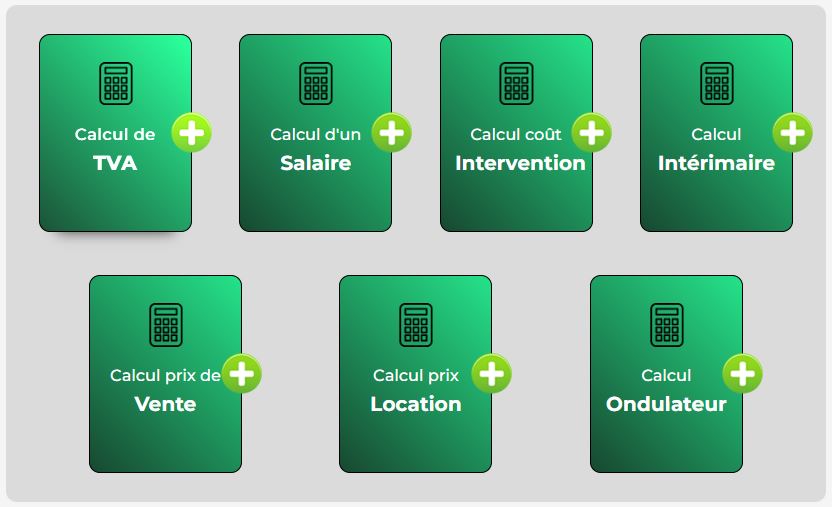 Calcul de
TVA
Calcul d'un
Salaire
Calcul coût
Intervention
Calcul
Intérimaire
Calcul prix de
Vente
Calcul prix
Location
Calcul
Ondulateur